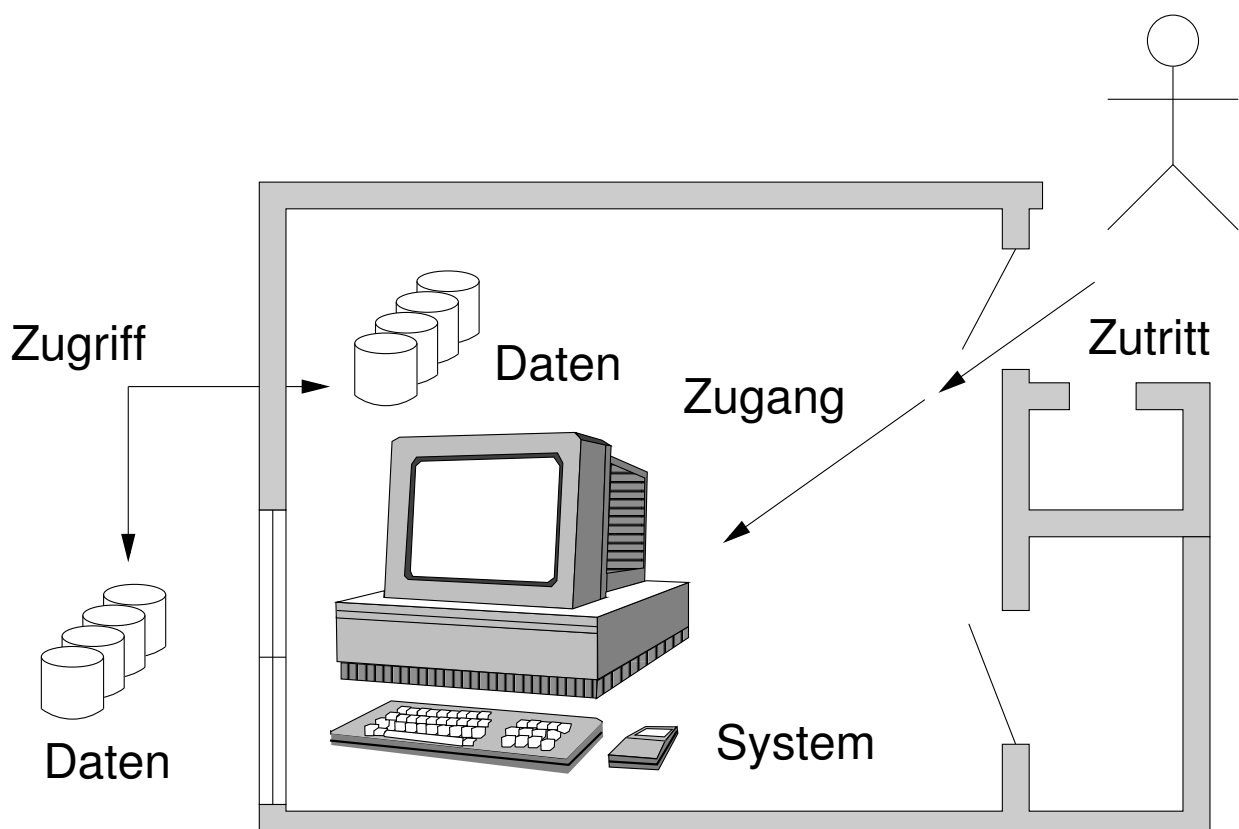 Zutritt
Zugriff
Daten
Zugang
System
Daten